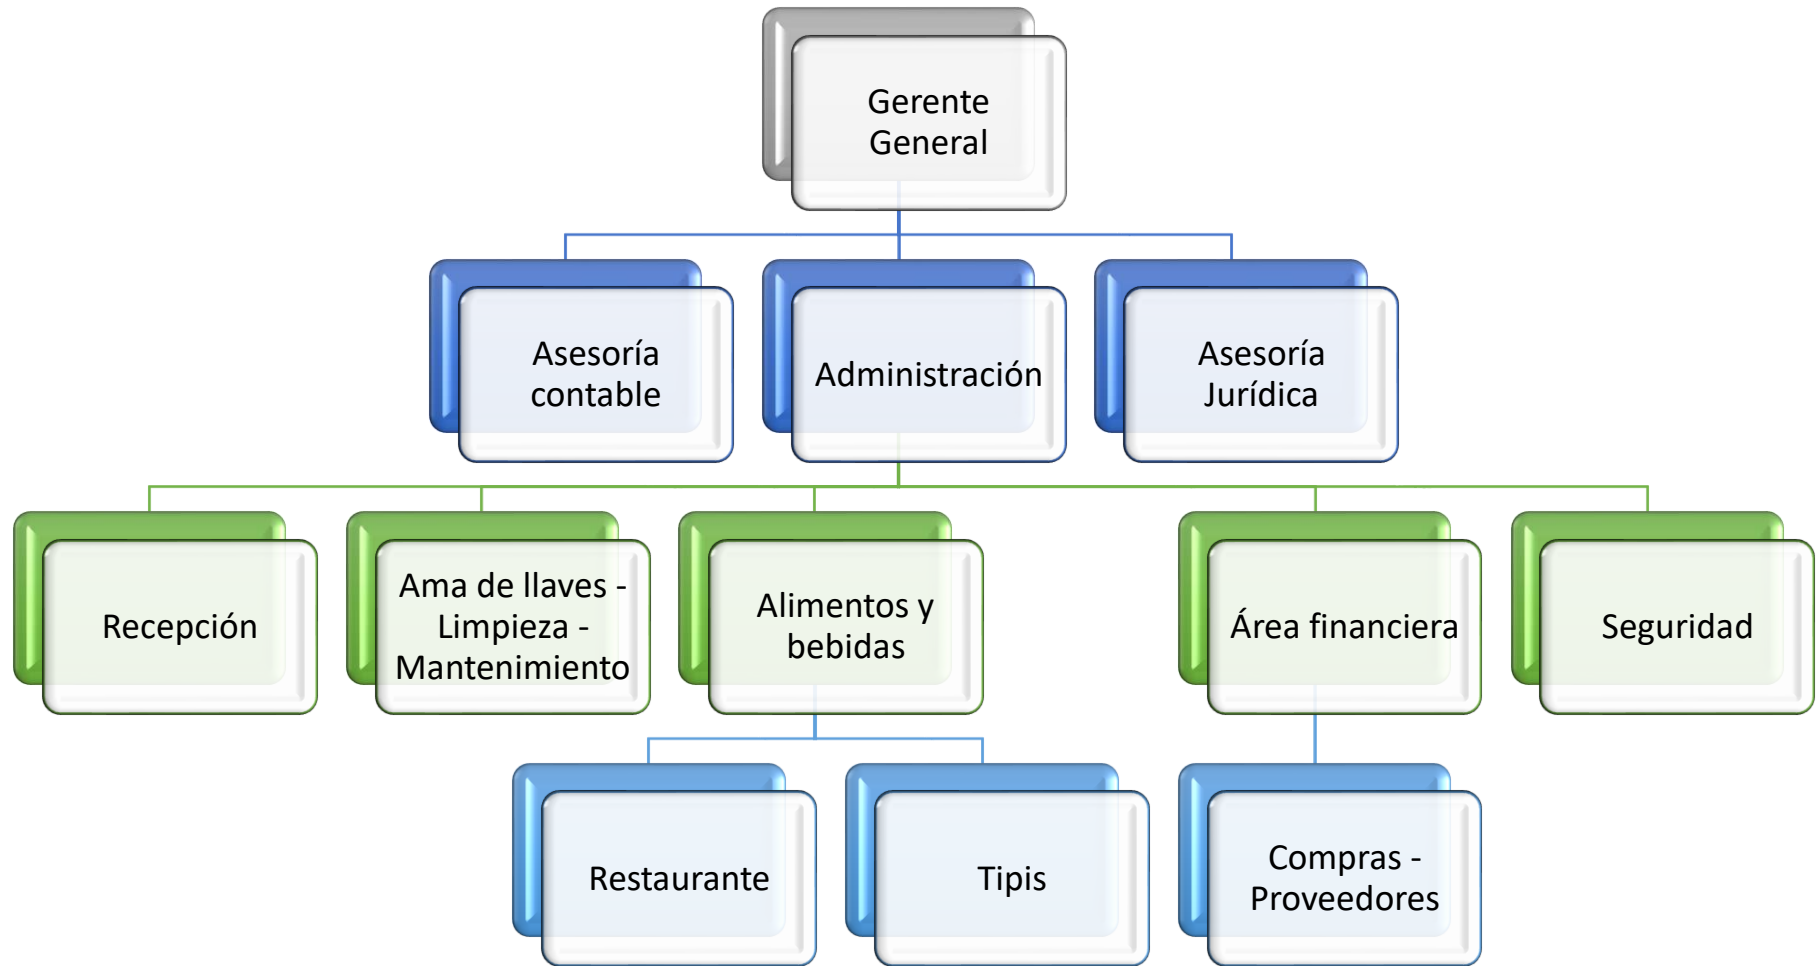 Gerente
General
Asesoría
contable
Administración
Asesoría
Jurídica
Recepción
Ama de llaves -
Limpieza -
Mantenimiento
Alimentos y
bebidas
Área financiera
Seguridad
Restaurante
Tipis
Compras -
Proveedores